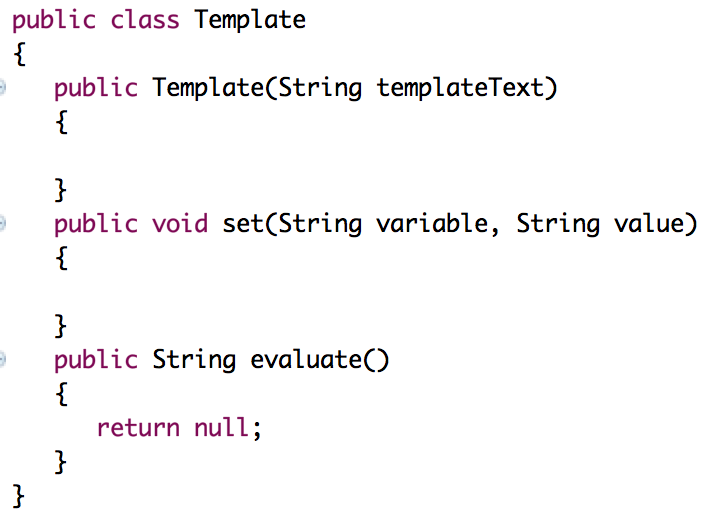 public class Template
{
public Template(String templateText)
{
}
public void set(String variable, String value)
{
}
public String evaluate()
{
return null;
}
}